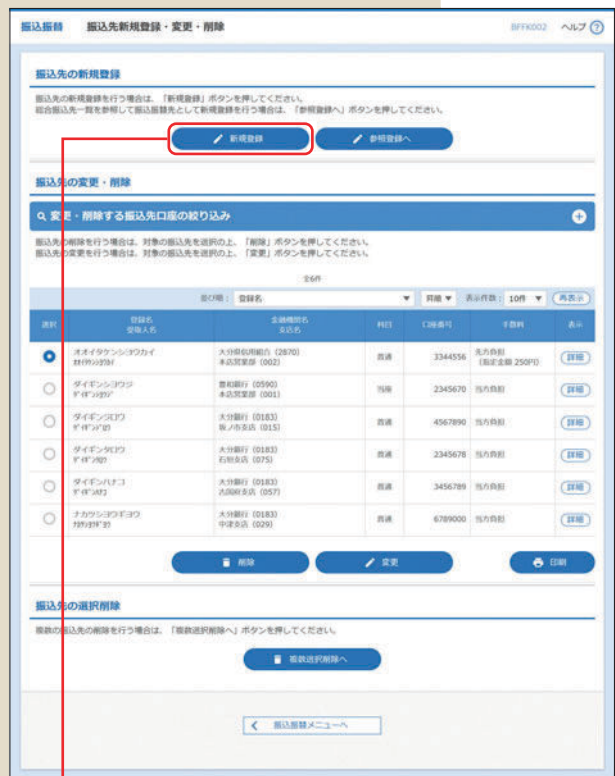 振込振替 振込先新規登録・変更・削除 BFFK002 ヘルプ ?
振込先の新規登録
振込先の新規登録を行う場合は、「新規登録」ボタンを押してください。
総合振込先一覧を参照して振込振替先として新規登録を行う場合は、「参照登録へ」ボタンを押してください。
新規登録 参照登録へ
振込先の変更・削除
変更・削除する振込先口座の絞り込み
振込先の削除を行う場合は、対象の振込先を選択の上、「削除」ボタンを押してください。
振込先の変更を行う場合は、対象の振込先を選択の上、「変更」ボタンを押してください。
全6件
並び順： 登録名 昇順 表示件数： 10件 再表示
選択 登録名 金融機関名 科目 口座番号 手数料 表示
受取人名 支店名
オオイタケンシヨウカイ 大分県信用組合 (2870) 普通 3344556 先方負担 詳細
本店営業部 (002) (指定金額 250円)
ダイギンシヨウジ 豊和銀行 (0590) 当座 2345670 当方負担 詳細
本店営業部 (001)
ダイギンジロウ 大分銀行 (0183) 普通 4567890 当方負担 詳細
坂ノ市支店 (015)
ダイギンタロウ 大分銀行 (0183) 普通 2345678 当方負担 詳細
石垣支店 (075)
ダイギンハナコ 大分銀行 (0183) 普通 3456789 当方負担 詳細
古国府支店 (057)
ナカツシヨウギヨウ 大分銀行 (0183) 普通 6789000 当方負担 詳細
中津支店 (029)
削除 変更 印刷
振込先の選択削除
複数の振込先の削除を行う場合は、「複数選択削除へ」ボタンを押してください。
複数選択削除へ
振込振替メニューへ